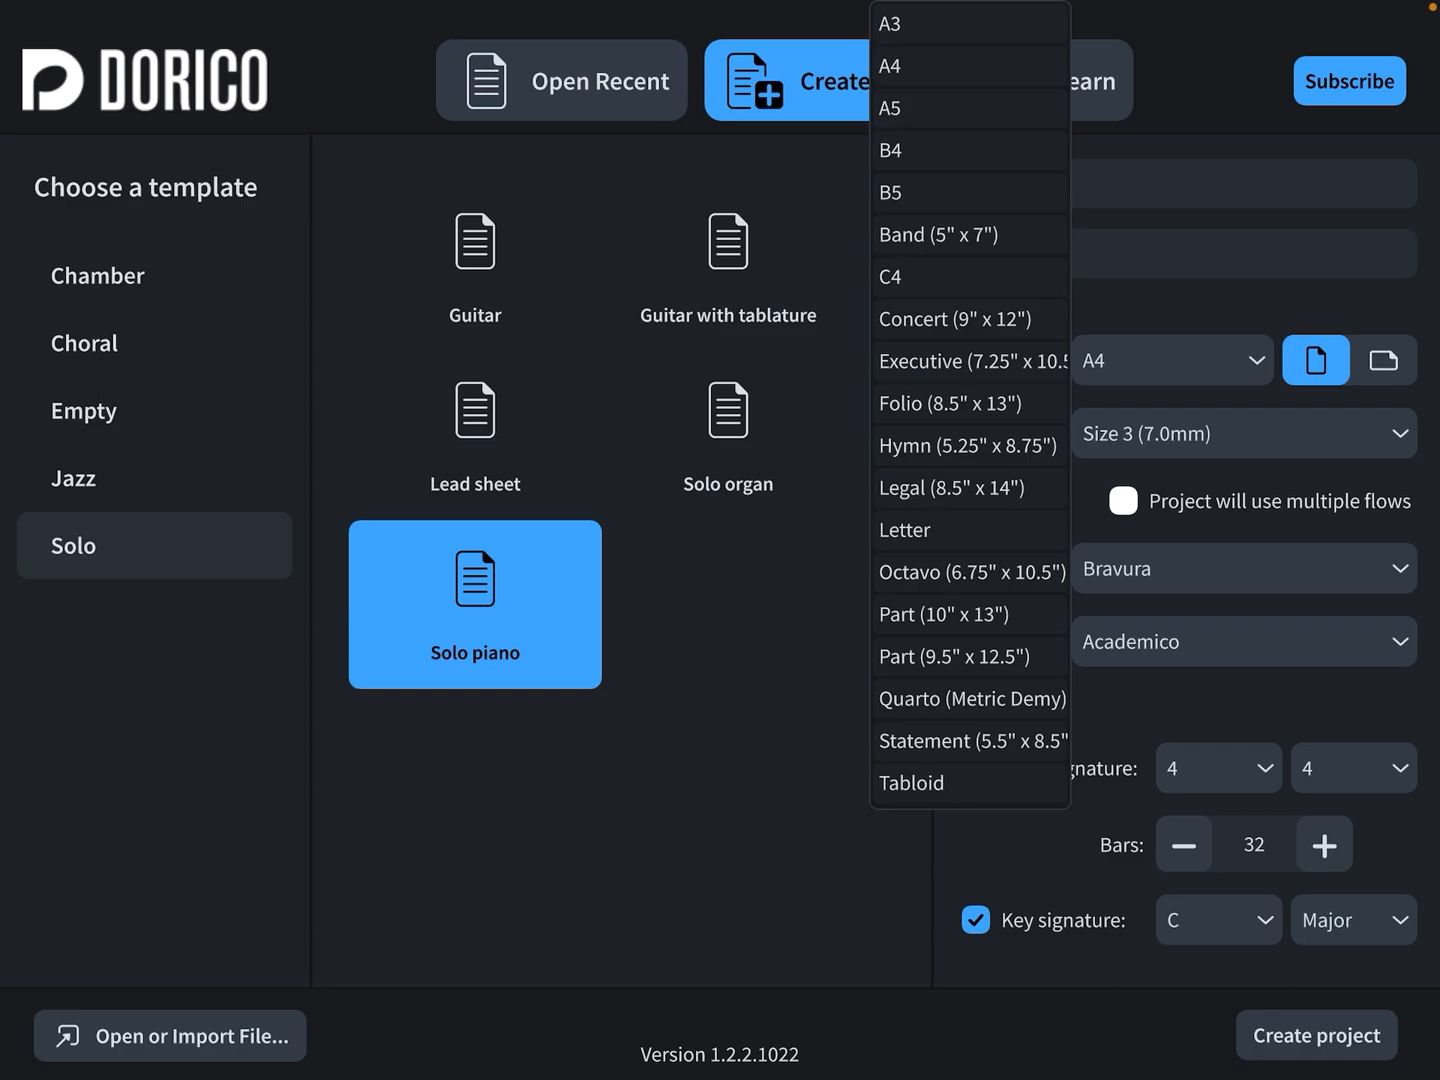 DORICO
Open Recent
Create
earn
Subscribe
Choose a template
Chamber
Choral
Empty
Jazz
Solo
Guitar
Guitar with tablature
Lead sheet
Solo organ
Solo piano
A3
A4
A5
B4
B5
Band (5" x 7")
C4
Concert (9" x 12")
Executive (7.25" x 10.5
Folio (8.5" x 13")
Hymn (5.25" x 8.75")
Legal (8.5" x 14")
Letter
Octavo (6.75" x 10.5")
Part (10" x 13")
Part (9.5" x 12.5")
Quarto (Metric Demy)
Statement (5.5" x 8.5"
Tabloid
A4
Size 3 (7.0mm)
Project will use multiple flows
Bravura
Academico
gnature: 4 4
Bars: 32
Key signature: C Major
Open or Import File...
Version 1.2.2.1022
Create project